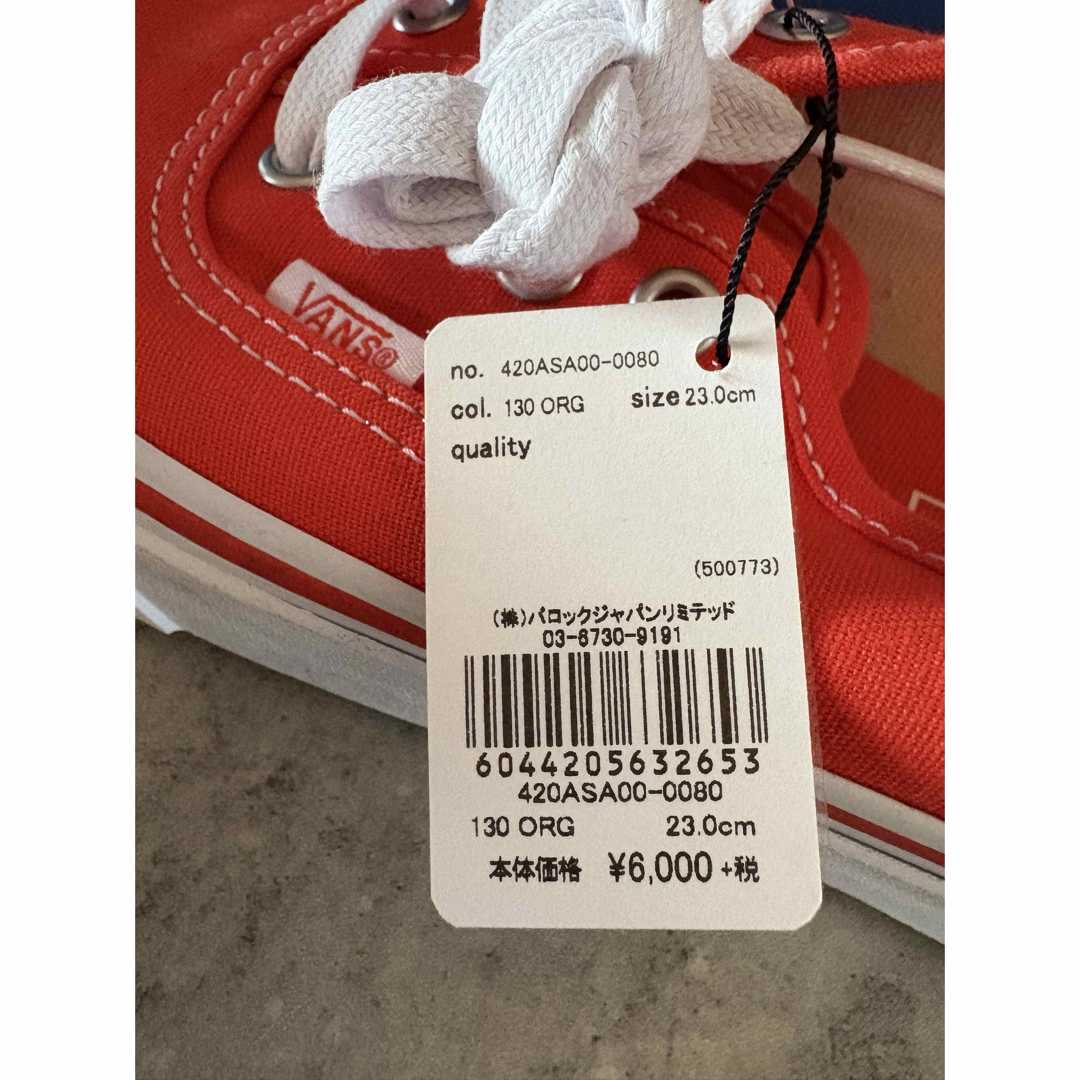 VANS®
no. 420ASA00-0080
col. 130 ORG size 23.0cm
quality
(500773)
(株)バロックジャパンリミテッド
03-6730-9191
6044205632653
420ASA00-0080
130 ORG 23.0cm
本体価格 ¥6,000 +税